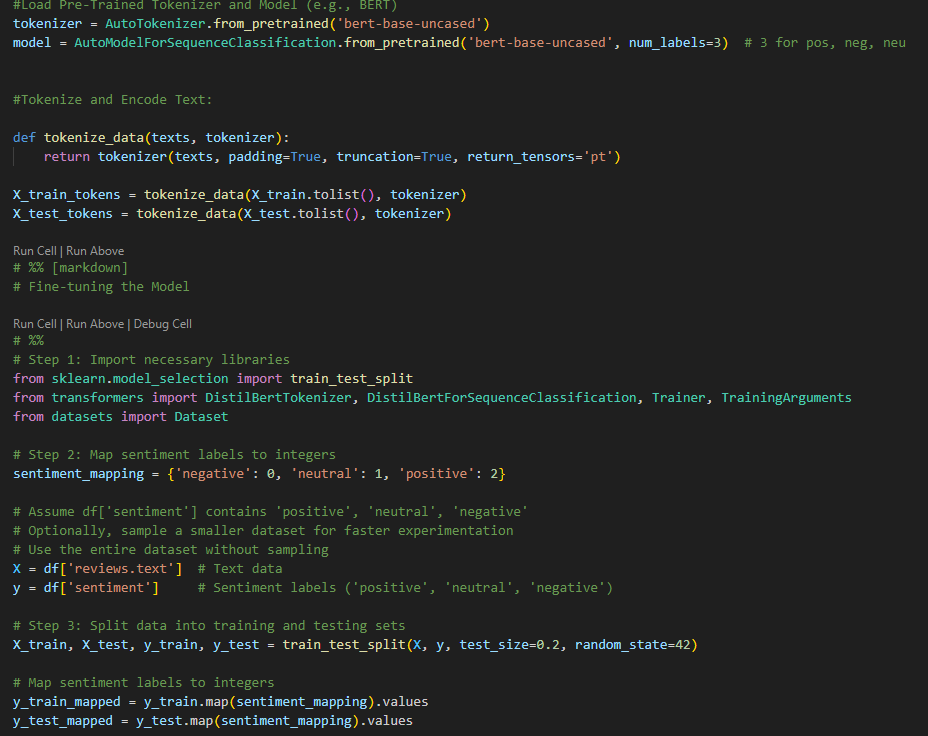 #Load Pre-Trained Tokenizer and Model (e.g., BERT)
tokenizer = AutoTokenizer.from_pretrained('bert-base-uncased')
model = AutoModelForSequenceClassification.from_pretrained('bert-base-uncased', num_labels=3)  # 3 for pos, neg, neu
#Tokenize and Encode Text:
def tokenize_data(texts, tokenizer):
    return tokenizer(texts, padding=True, truncation=True, return_tensors='pt')
X_train_tokens = tokenize_data(X_train.tolist(), tokenizer)
X_test_tokens = tokenize_data(X_test.tolist(), tokenizer)
Run Cell | Run Above
# %% [markdown]
# Fine-tuning the Model
Run Cell | Run Above | Debug Cell
# %%
# Step 1: Import necessary libraries
from sklearn.model_selection import train_test_split
from transformers import DistilBertTokenizer, DistilBertForSequenceClassification, Trainer, TrainingArguments
from datasets import Dataset
# Step 2: Map sentiment labels to integers
sentiment_mapping = {'negative': 0, 'neutral': 1, 'positive': 2}
# Assume df['sentiment'] contains 'positive', 'neutral', 'negative'
# Optionally, sample a smaller dataset for faster experimentation
# Use the entire dataset without sampling
X = df['reviews.text']  # Text data
y = df['sentiment']     # Sentiment labels ('positive', 'neutral', 'negative')
# Step 3: Split data into training and testing sets
X_train, X_test, y_train, y_test = train_test_split(X, y, test_size=0.2, random_state=42)
# Map sentiment labels to integers
y_train_mapped = y_train.map(sentiment_mapping).values
y_test_mapped = y_test.map(sentiment_mapping).values